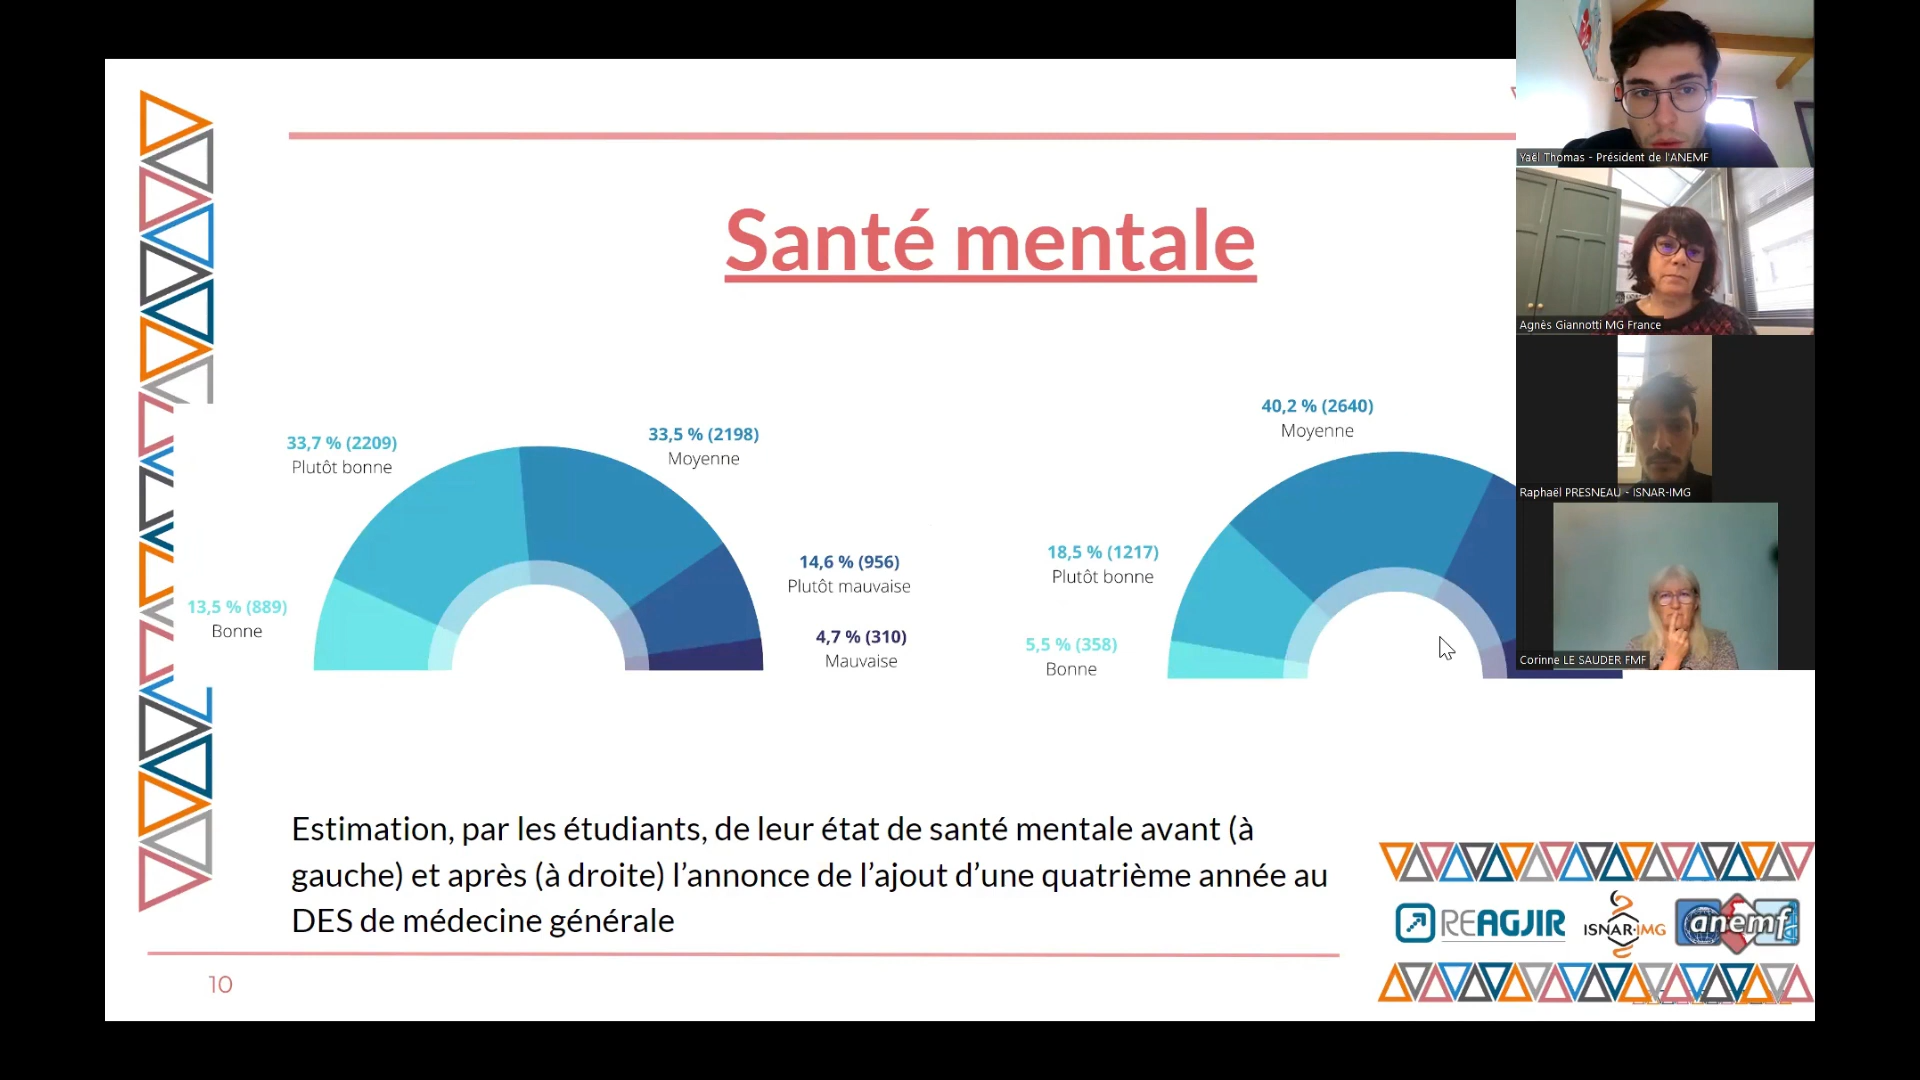 Santé mentale
33,7 % (2209)
Plutôt bonne
33,5 % (2198)
Moyenne
13,5 % (889)
Bonne
14,6 % (956)
Plutôt mauvaise
4,7 % (310)
Mauvaise
40,2 % (2640)
Moyenne
18,5 % (1217)
Plutôt bonne
5,5 % (358)
Bonne
Estimation, par les étudiants, de leur état de santé mentale avant (à
gauche) et après (à droite) l’annonce de l’ajout d’une quatrième année au
DES de médecine générale
10
REAGJIR
ISNAR-IMG
anemf
Yaël Thomas - Président de l'ANEMF
Agnès Giannotti MG France
Raphaël PRESNEAU - ISNAR-IMG
Corinne LE SAUDER FMF